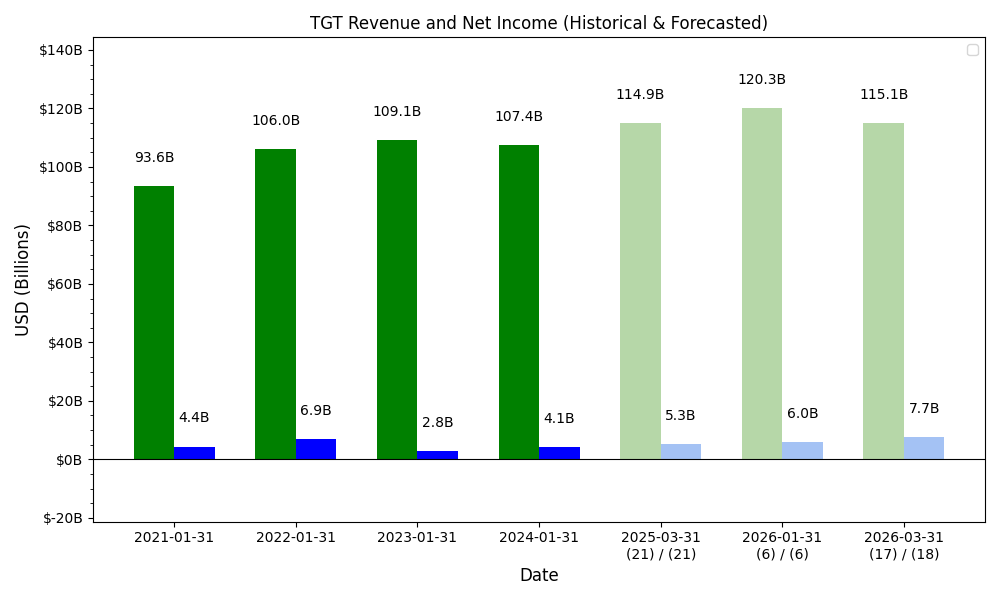 TGT Revenue and Net Income (Historical & Forecasted)
$140B
$120B
$100B
$80B
$60B
$40B
$20B
$0B
$-20B
USD (Billions)
93.6B
106.0B
109.1B
107.4B
114.9B
120.3B
115.1B
4.4B
6.9B
2.8B
4.1B
5.3B
6.0B
7.7B
2021-01-31
2022-01-31
2023-01-31
2024-01-31
2025-03-31
(21) / (21)
2026-01-31
(6) / (6)
2026-03-31
(17) / (18)
Date